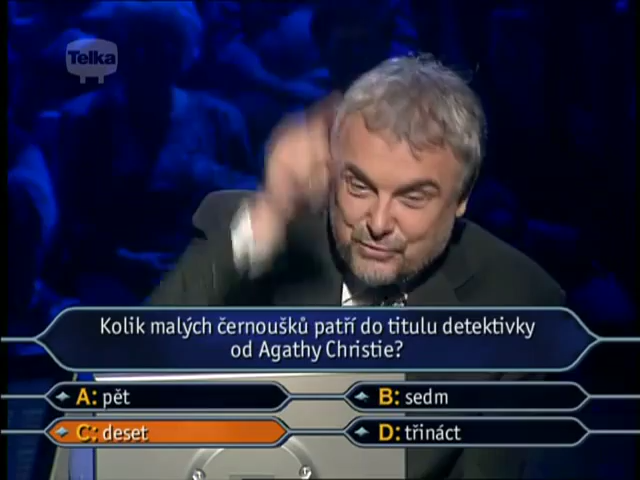 Telka
Kolik malých černoušků patří do titulu detektivky
od Agathy Christie?
A: pět
B: sedm
C: deset
D: třináct